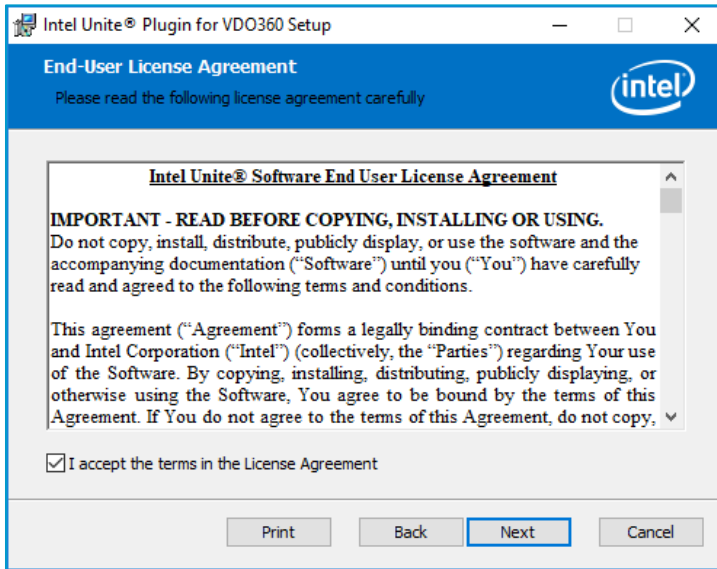 Intel Unite® Plugin for VDO360 Setup
End-User License Agreement
Please read the following license agreement carefully
intel
Intel Unite® Software End User License Agreement
IMPORTANT - READ BEFORE COPYING, INSTALLING OR USING.
Do not copy, install, distribute, publicly display, or use the software and the
accompanying documentation (“Software”) until you (“You”) have carefully
read and agreed to the following terms and conditions.
This agreement (“Agreement”) forms a legally binding contract between You
and Intel Corporation (“Intel”) (collectively, the “Parties”) regarding Your use
of the Software. By copying, installing, distributing, publicly displaying, or
otherwise using the Software, You agree to be bound by the terms of this
Agreement. If You do not agree to the terms of this Agreement, do not copy,
I accept the terms in the License Agreement
Print Back Next Cancel